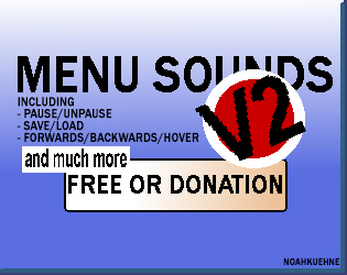 MENU SOUNDS
V2
INCLUDING
- PAUSE/UNPAUSE
- SAVE/LOAD
- FORWARDS/BACKWARDS/HOVER
and much more
FREE OR DONATION
NOAHKUEHNE